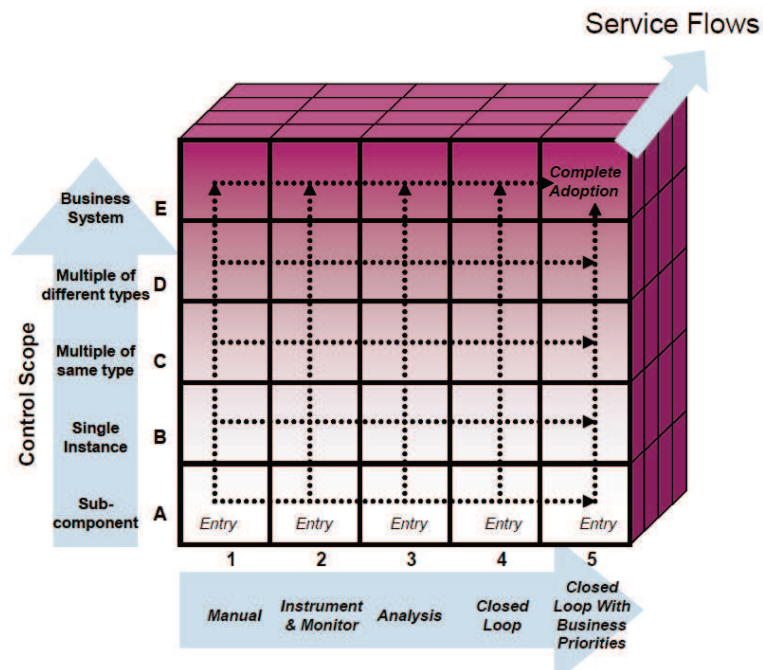 Service Flows
Complete
Adoption
Business
System
E
Multiple of
different types
D
Multiple of
same type
C
Single
Instance
B
Sub-
component
A
Control Scope
Entry Entry Entry Entry Entry
1 2 3 4 5
Manual
Instrument
& Monitor
Analysis
Closed
Loop
Closed
Loop With
Business
Priorities